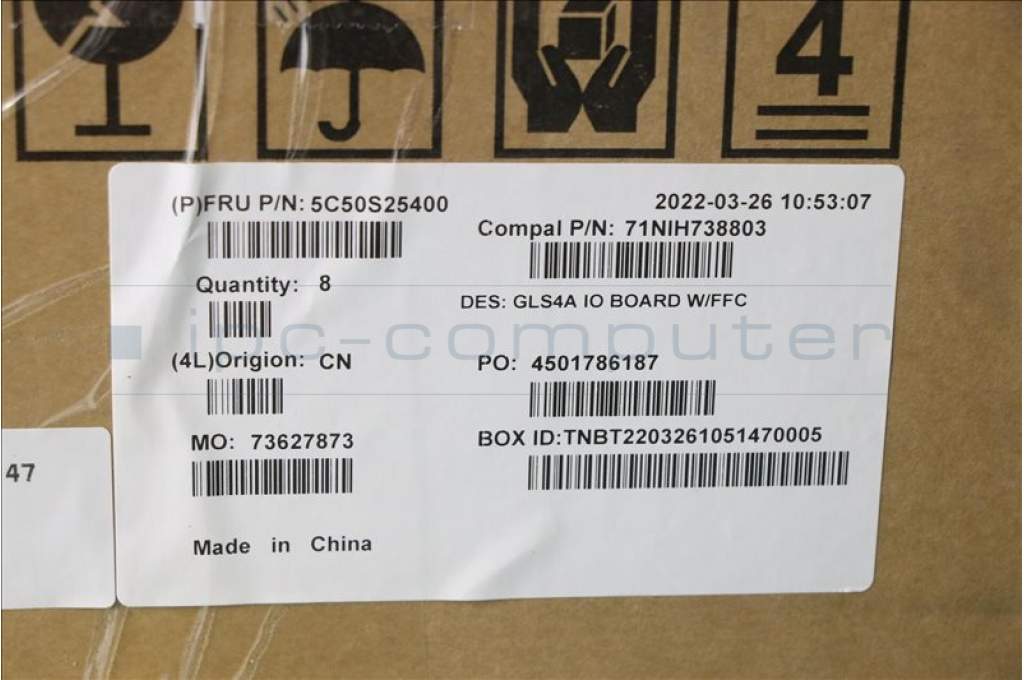 4
(P)FRU P/N: 5C50S25400
2022-03-26 10:53:07
Compal P/N: 71NIH738803
Quantity: 8
DES: GLS4A IO BOARD W/FFC
ipc-computer
(4L)Origion: CN
PO: 4501786187
MO: 73627873
BOX ID:TNBT2203261051470005
47
Made in China